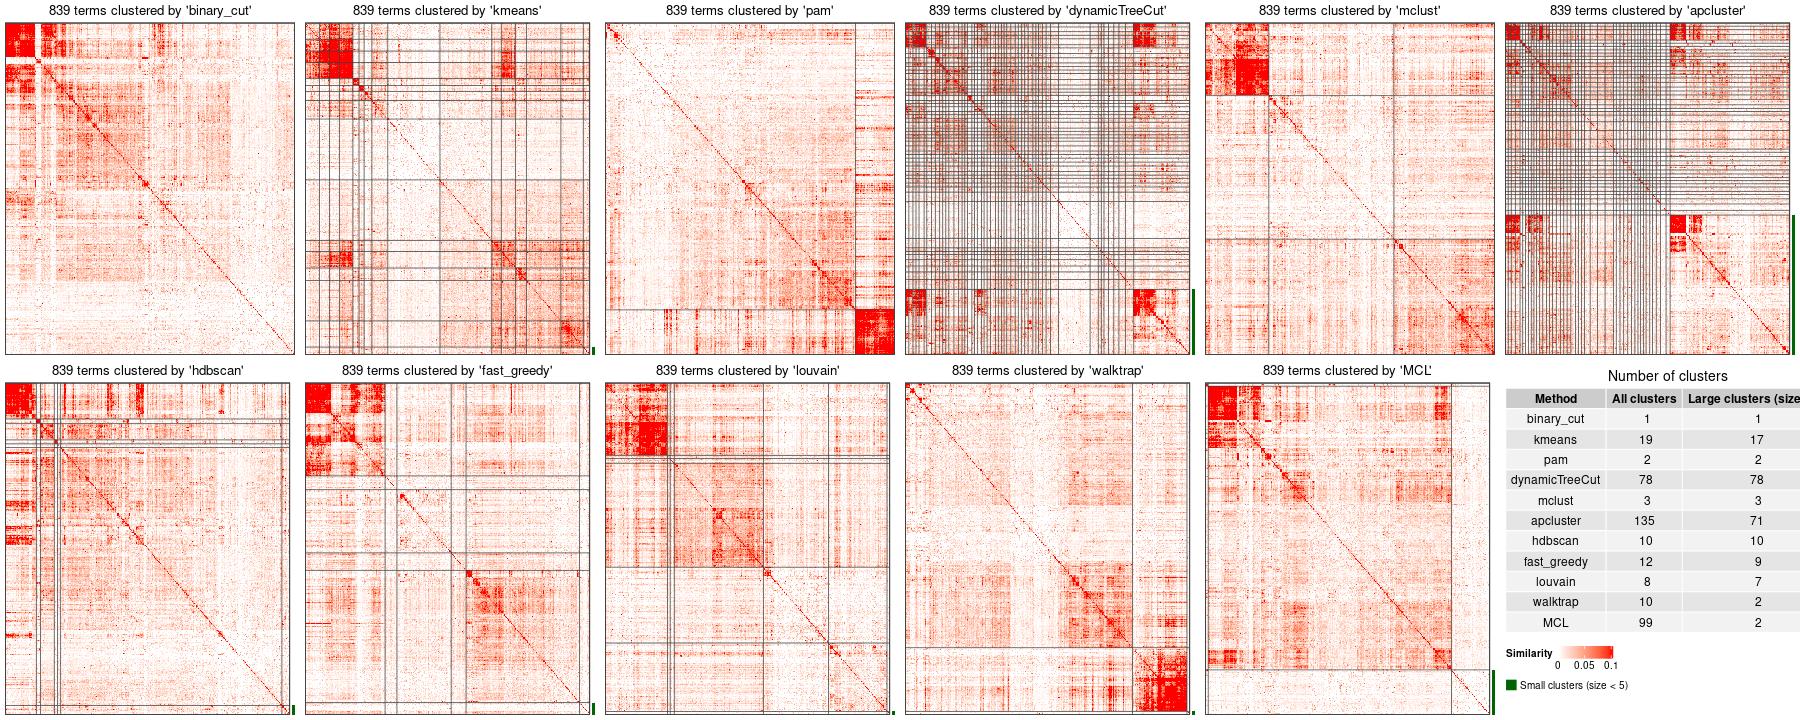 839 terms clustered by 'binary_cut'
839 terms clustered by 'kmeans'
839 terms clustered by 'pam'
839 terms clustered by 'dynamicTreeCut'
839 terms clustered by 'mclust'
839 terms clustered by 'apcluster'
839 terms clustered by 'hdbscan'
839 terms clustered by 'fast_greedy'
839 terms clustered by 'louvain'
839 terms clustered by 'walktrap'
839 terms clustered by 'MCL'
Number of clusters
Method All clusters Large clusters (size
binary_cut 1 1
kmeans 19 17
pam 2 2
dynamicTreeCut 78 78
mclust 3 3
apcluster 135 71
hdbscan 10 10
fast_greedy 12 9
louvain 8 7
walktrap 10 2
MCL 99 2
Similarity
0 0.05 0.1
Small clusters (size < 5)